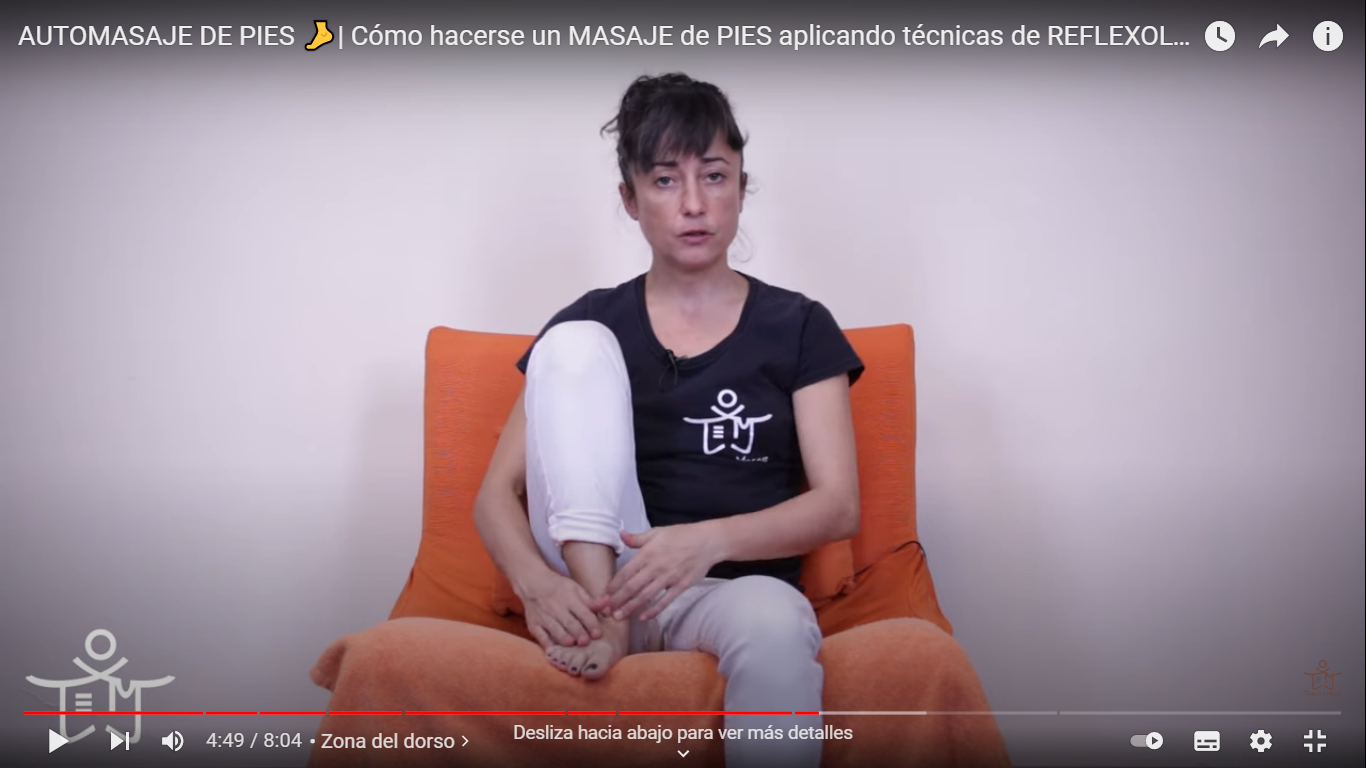 AUTOMASAJE DE PIES 🦶| Cómo hacerse un MASAJE de PIES aplicando técnicas de REFLEXOL...
4:49 / 8:04 • Zona del dorso >
Desliza hacia abajo para ver más detalles